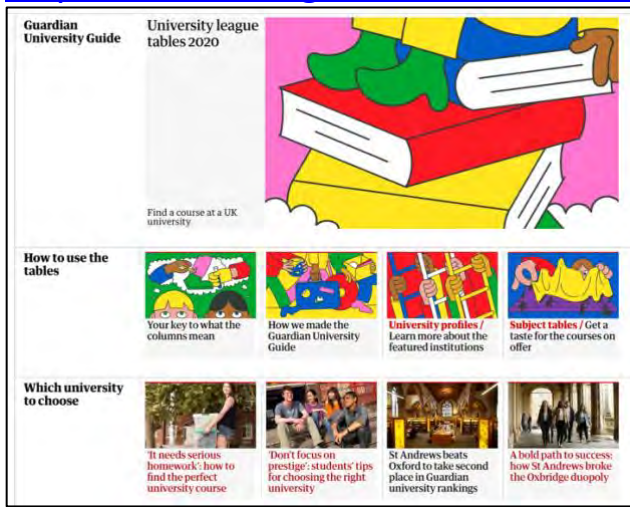 Guardian
University Guide
University league
tables 2020
Find a course at a UK
university
How to use the
tables
Your key to what the
columns mean
How we made the
Guardian University
Guide
University profiles /
Learn more about the
featured institutions
Subject tables / Get a
taste for the courses on
offer
Which university
to choose
'It needs serious
homework': how to
find the perfect
university course
'Don't focus on
prestige': students' tips
for choosing the right
university
St Andrews beats
Oxford to take second
place in Guardian
university rankings
A bold path to success:
how St Andrews broke
the Oxbridge duopoly